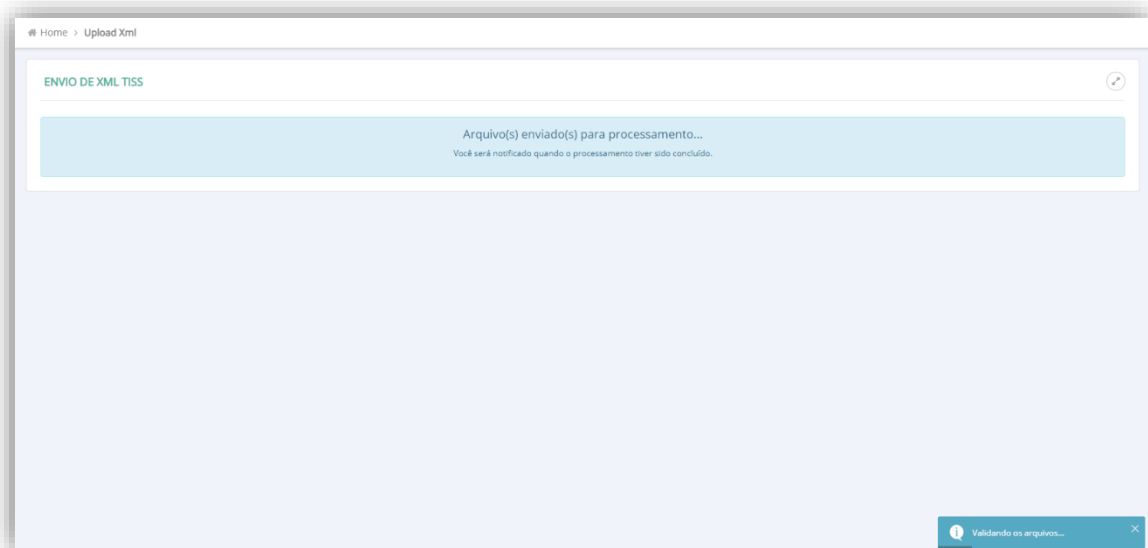 Home > Upload Xml
ENVIO DE XML TISS
Arquivo(s) enviado(s) para processamento...
Você será notificado quando o processamento tiver sido concluído.
Validando os arquivos...